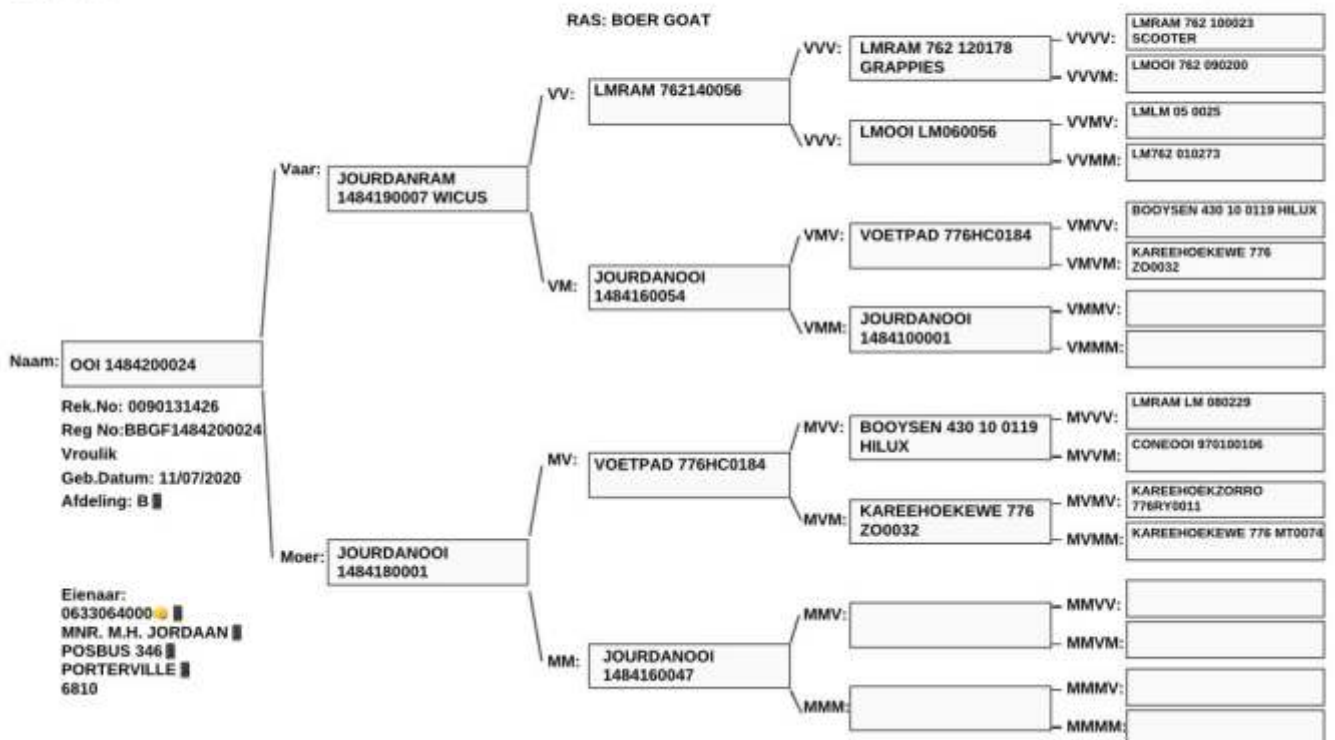 RAS: BOER GOAT
Naam:
OOI 1484200024
Rek.No: 0090131426
Reg No:BBGF1484200024
Vroulik
Geb.Datum: 11/07/2020
Afdeling: B
Eienaar:
0633064000
MNR. M.H. JORDAAN
POSBUS 346
PORTERVILLE
6810
Vaar:
JOURDANRAM
1484190007 WICUS
Moer:
JOURDANOOI
1484180001
VV:
LMRAM 762140056
VM:
JOURDANOOI
1484160054
MV:
VOETPAD 776HC0184
MM:
JOURDANOOI
1484160047
VVV:
LMRAM 762 120178
GRAPPIES
VVV:
LMOOI LM060056
VMV:
VOETPAD 776HC0184
VMM:
JOURDANOOI
1484100001
MVV:
BOOYSEN 430 10 0119
HILUX
MVM:
KAREEHOEKEWE 776
ZO0032
MMV:
MMM:
VVVV:
LMRAM 762 100023
SCOOTER
VVVM:
LMOOI 762 090200
VVMV:
LMLM 05 0025
VVMM:
LM762 010273
VMVV:
BOOYSEN 430 10 0119 HILUX
VMVM:
KAREEHOEKEWE 776
ZO0032
VMMV:
VMMM:
MVVV:
LMRAM LM 080229
MVVM:
CONEOOI 970100106
MVMV:
KAREEHOEKZORRO
776RY0011
MVMM:
KAREEHOEKEWE 776 MT0074
MMVV:
MMVM:
MMMV:
MMMM: